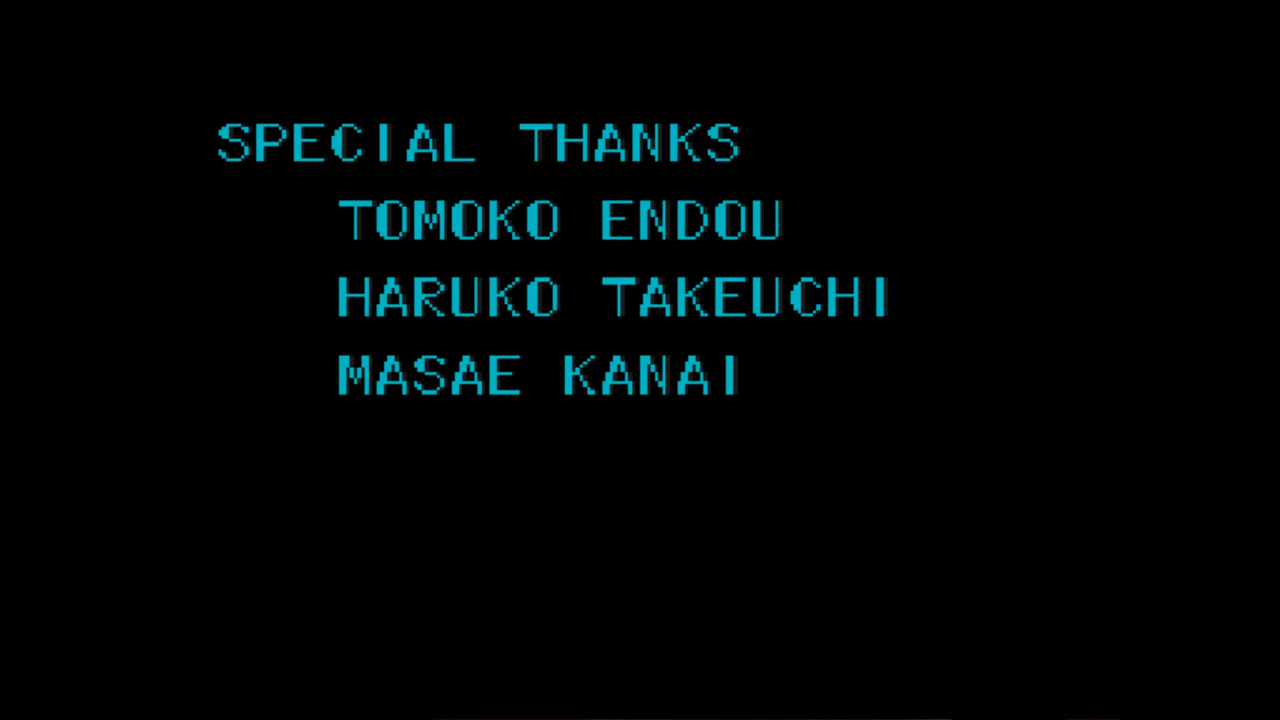 SPECIAL THANKS
TOMOKO ENDOU
HARUKO TAKEUCHI
MASAE KANAI